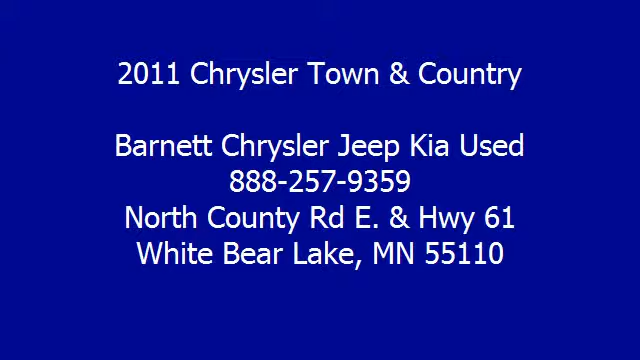 2011 Chrysler Town & Country
Barnett Chrysler Jeep Kia Used
888-257-9359
North County Rd E. & Hwy 61
White Bear Lake, MN 55110